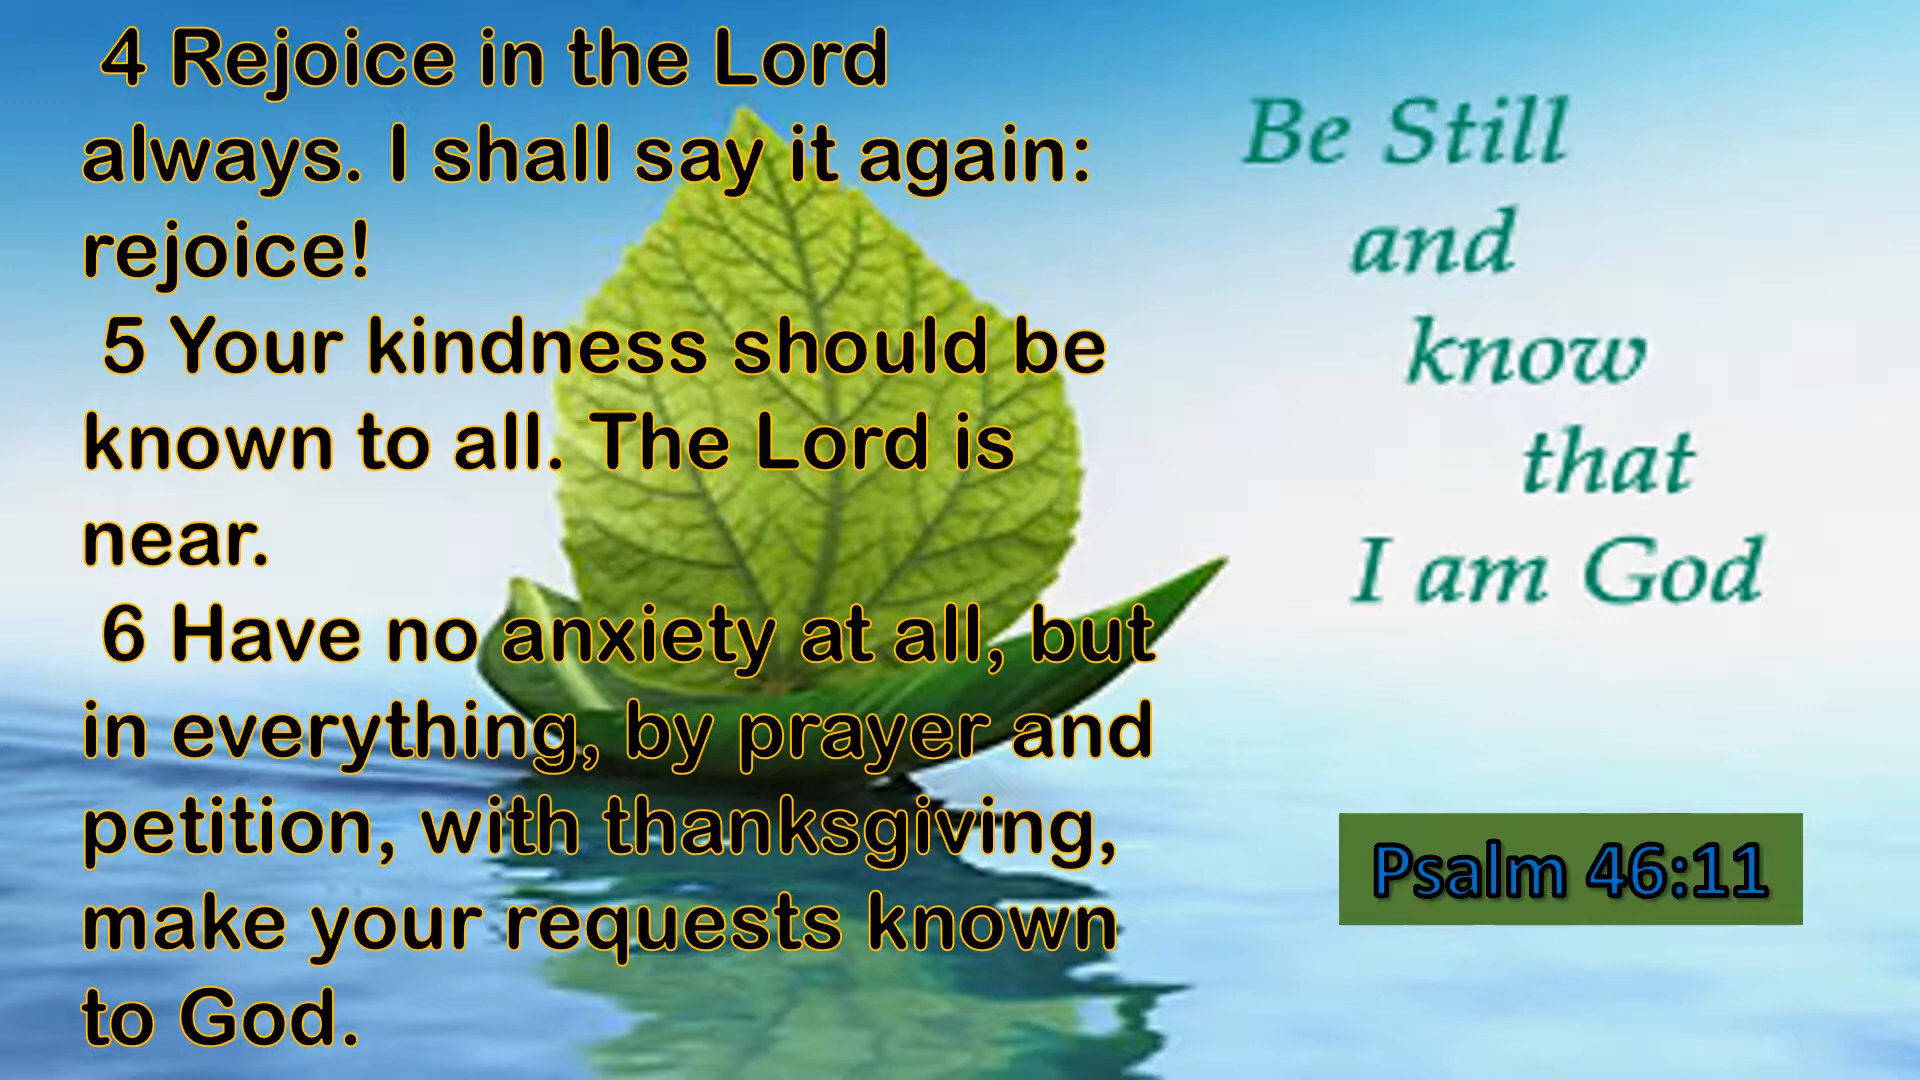 4 Rejoice in the Lord
always. I shall say it again:
rejoice!
5 Your kindness should be
known to all. The Lord is
near.
6 Have no anxiety at all, but
in everything, by prayer and
petition, with thanksgiving,
make your requests known
to God.
Be Still
and
know
that
I am God
Psalm 46:11